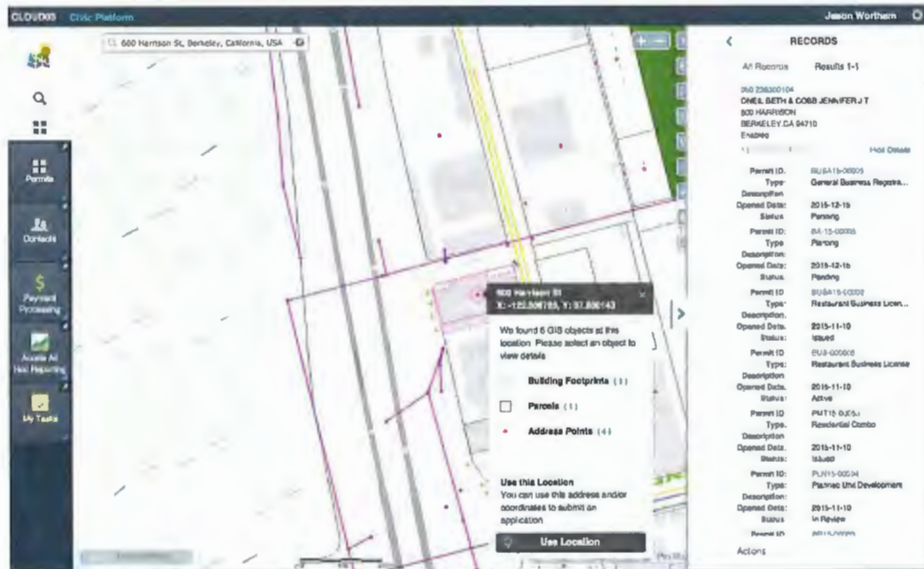 CLOUD03 Civic Platform
Jason Worthem
600 Harrison St, Berkeley, California, USA
Permits
Contacts
Payment
Processing
Hoc Reporting
My Tasks
600 Harrison St
We found 6 GIS objects at this
location. Please select an object to
view details
Building Footprints (1)
Parcels (1)
Address Points (4)
Use this Location
You can use this address and/or
coordinates to submit an
application
Use Location
RECORDS
All Records Results 1-1
ONEIL BETH & COBB JENNIFER J T
600 HARRISON
BERKELEY CA 94710
Enabled
Hide Details
Permit ID:
Type: General Business Registra...
Description
Opened Date: 2015-12-16
Status: Pending
Permit ID:
Type
Description:
Opened Date: 2015-12-16
Status: Pending
Permit ID:
Type: Restaurant Business Licen...
Description.
Opened Date: 2015-11-10
Status: Issued
Permit ID:
Type: Restaurant Business License
Description
Opened Date. 2015-11-10
Status: Active
Permit ID
Type. Residential Combo
Description
Opened Date. 2015-11-10
Status: Issued
Permit ID:
Type: Planned Unit Development
Description:
Opened Date: 2015-11-10
Status In Review
Permit ID
Actions